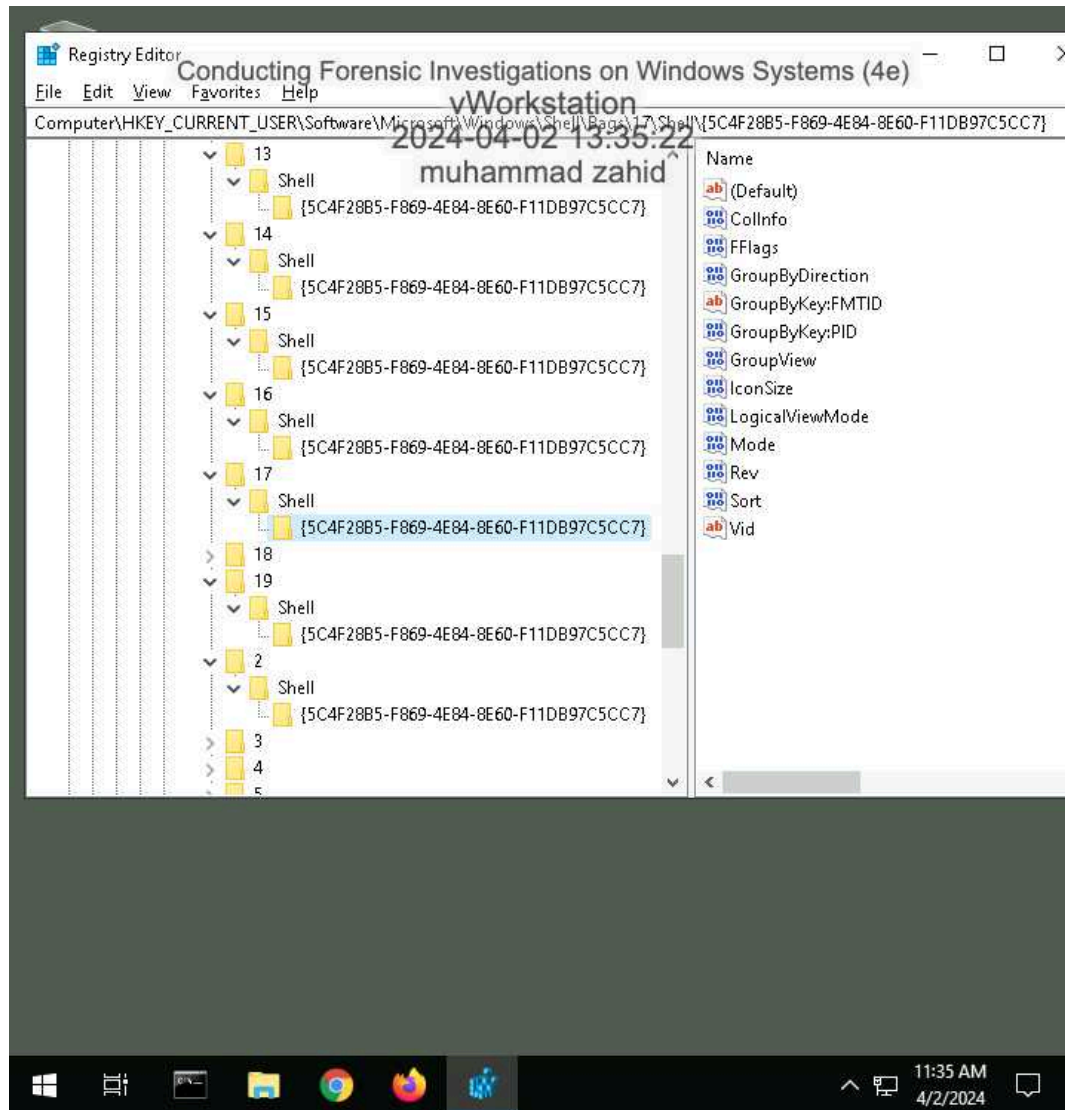 Registry Editor
Conducting Forensic Investigations on Windows Systems (4e)
File Edit View Favorites Help
vWorkstation
Computer\HKEY_CURRENT_USER\Software\Microsoft\Windows\Shell\Bags\17\Shell\{5C4F28B5-F869-4E84-8E60-F11DB97C5CC7}
2024-04-02 13:35:22
muhammad zahid
13
Shell
{5C4F28B5-F869-4E84-8E60-F11DB97C5CC7}
14
Shell
{5C4F28B5-F869-4E84-8E60-F11DB97C5CC7}
15
Shell
{5C4F28B5-F869-4E84-8E60-F11DB97C5CC7}
16
Shell
{5C4F28B5-F869-4E84-8E60-F11DB97C5CC7}
17
Shell
{5C4F28B5-F869-4E84-8E60-F11DB97C5CC7}
18
19
Shell
{5C4F28B5-F869-4E84-8E60-F11DB97C5CC7}
2
Shell
{5C4F28B5-F869-4E84-8E60-F11DB97C5CC7}
3
4
5
Name
(Default)
ColInfo
FFlags
GroupByDirection
GroupByKey:FMTID
GroupByKey:PID
GroupView
IconSize
LogicalViewMode
Mode
Rev
Sort
Vid
11:35 AM
4/2/2024